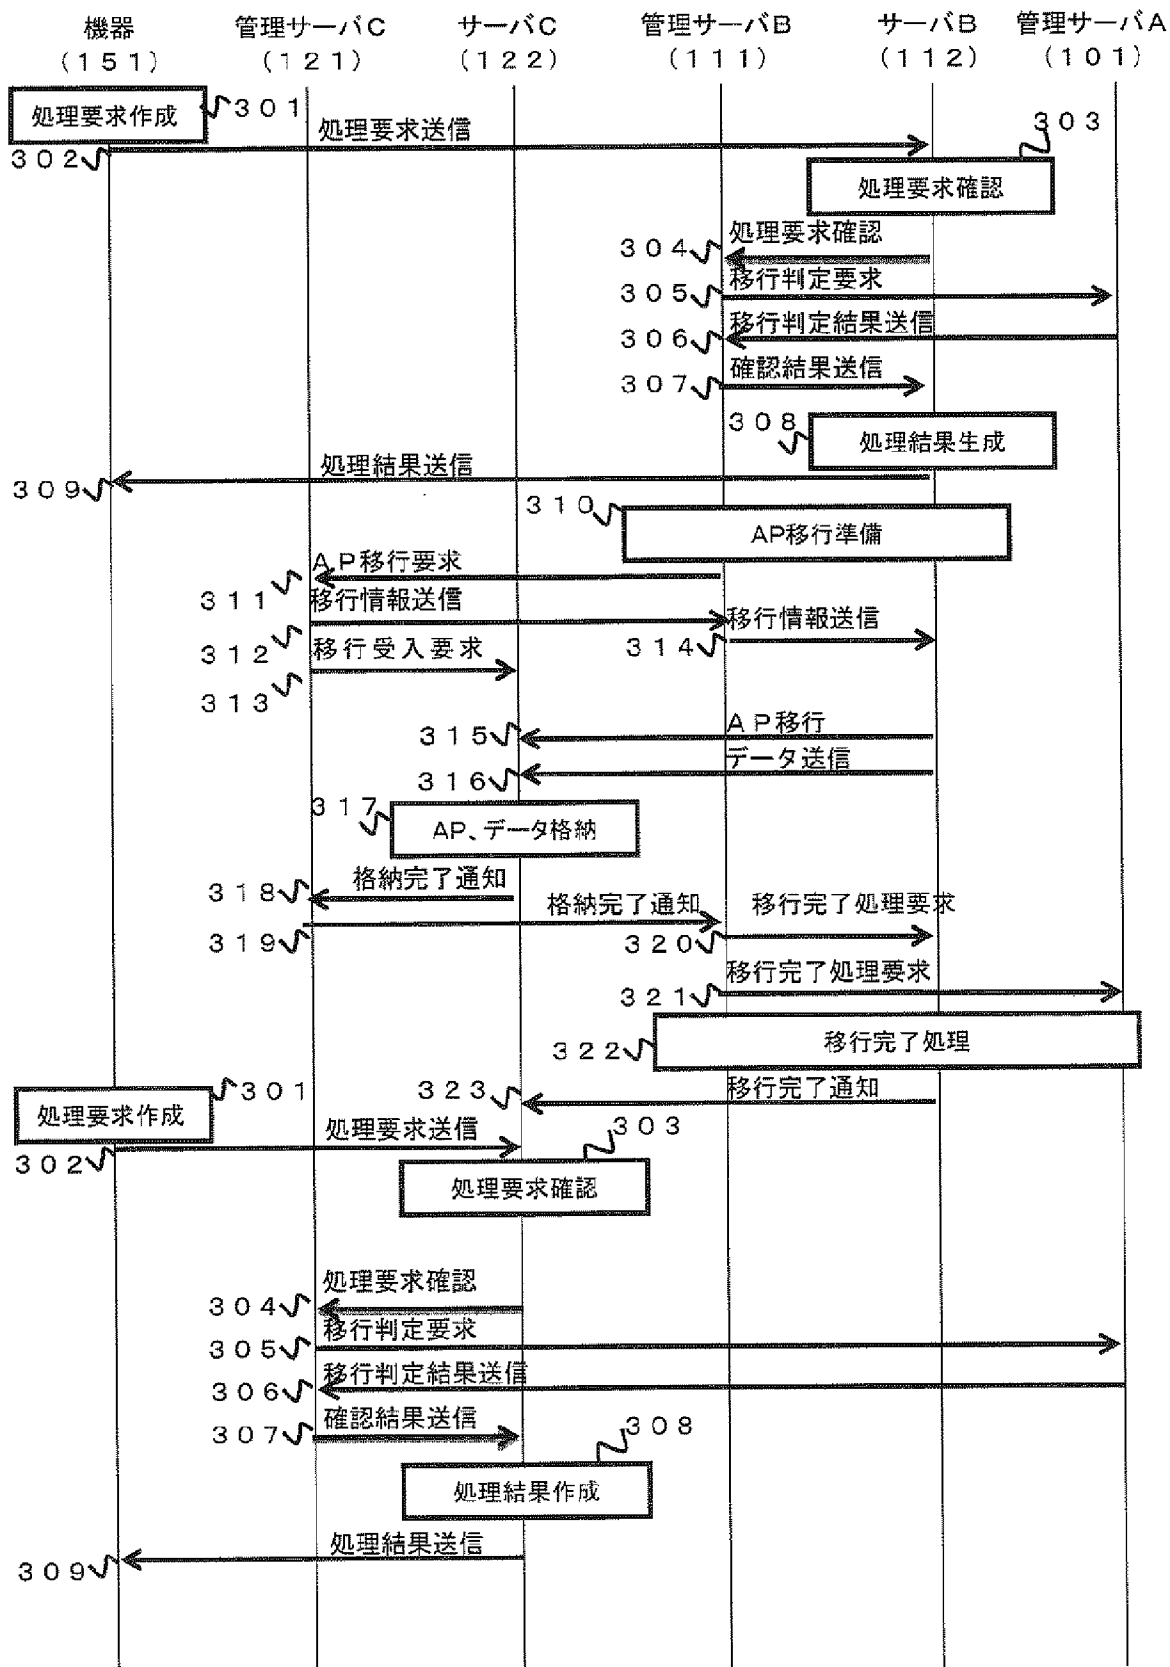 機器 管理サーバC サーバC 管理サーバB サーバB 管理サーバA
(151) (121) (122) (111) (112) (101)
処理要求作成 301
302 処理要求送信 303
処理要求確認
304 処理要求確認
305 移行判定要求
306 移行判定結果送信
307 確認結果送信
308 処理結果生成
309 処理結果送信
310 AP移行準備
311 AP移行要求
312 移行情報送信
314 移行情報送信
313 移行受入要求
315 AP移行
316 データ送信
317 AP、データ格納
318 格納完了通知
319 格納完了通知
320 移行完了処理要求
321 移行完了処理要求
322 移行完了処理
処理要求作成 301
323 移行完了通知
302 処理要求送信 303
処理要求確認
304 処理要求確認
305 移行判定要求
306 移行判定結果送信
307 確認結果送信
308
処理結果作成
309 処理結果送信